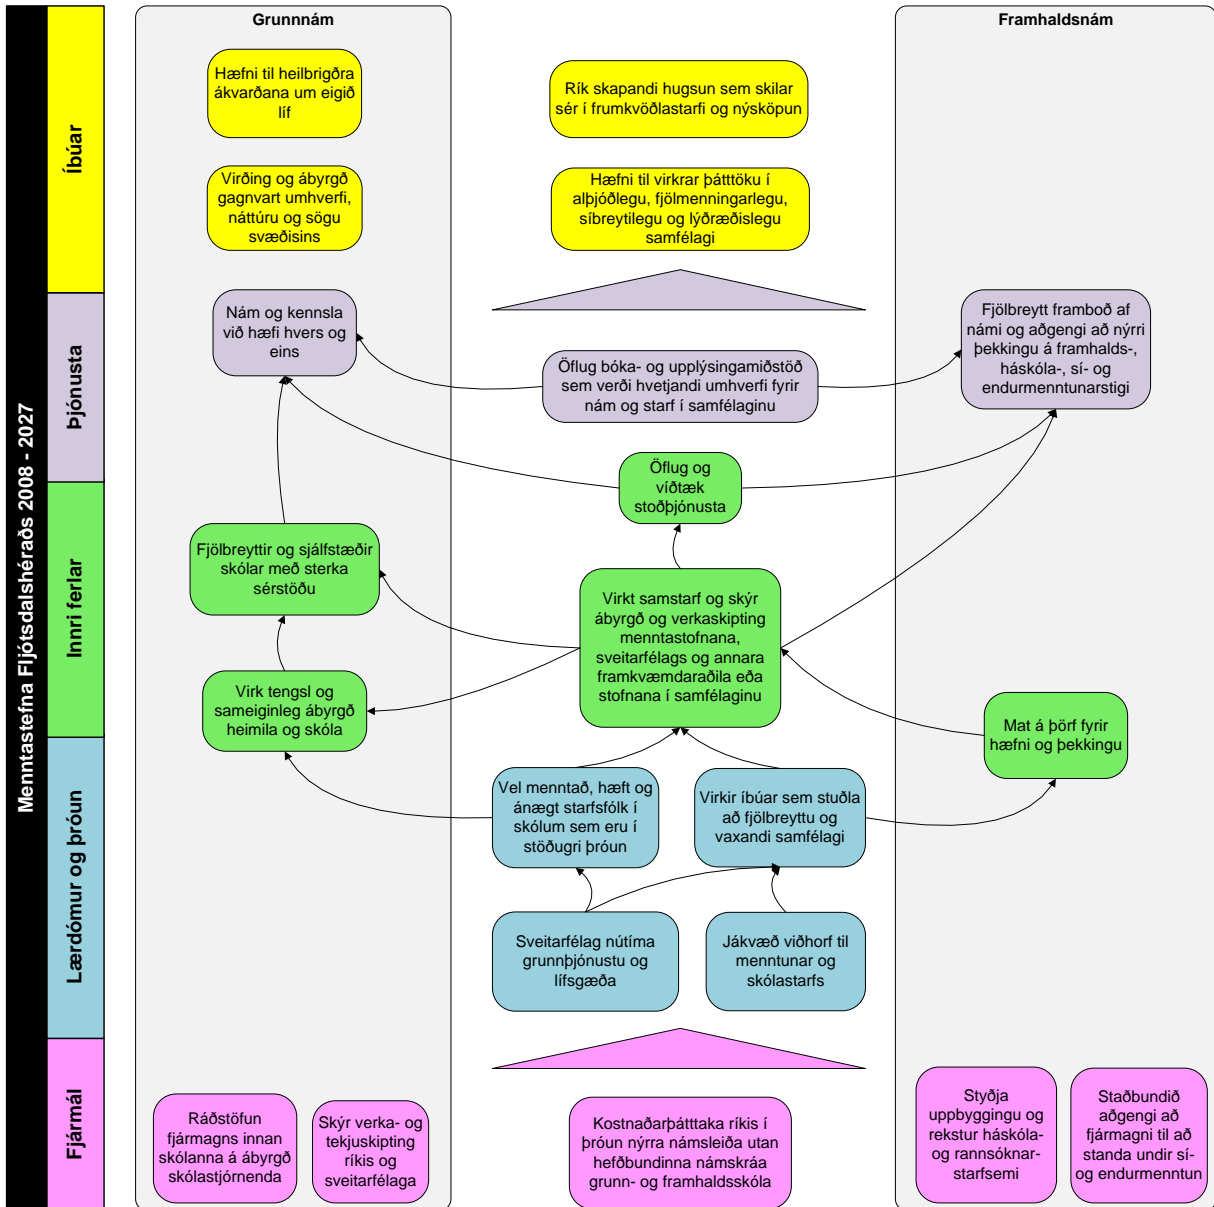 Menntastefna Fljótsdalshéraðs 2008 - 2027
Íbúar
Þjónusta
Innri ferlar
Lærdómur og þróun
Fjármál
Grunnnám
Framhaldsnám
Hæfni til heilbrigðra
ákvarðana um eigið
líf
Rík skapandi hugsun sem skilar
sér í frumkvöðlastarfi og nýsköpun
Virðing og ábyrgð
gagnvart umhverfi,
náttúru og sögu
svæðisins
Hæfni til virkrar þátttöku í
alþjóðlegu, fjölmenningarlegu,
síbreytilegu og lýðræðislegu
samfélagi
Nám og kennsla
við hæfi hvers og
eins
Öflug bóka- og upplýsingamiðstöð
sem verði hvetjandi umhverfi fyrir
nám og starf í samfélaginu
Fjölbreytt framboð af
námi og aðgengi að nýrri
þekkingu á framhalds-,
háskóla-, sí- og
endurmenntunarstigi
Öflug og
víðtæk
stoðþjónusta
Fjölbreyttir og sjálfstæðir
skólar með sterka
sérstöðu
Virkt samstarf og skýr
ábyrgð og verkaskipting
menntastofnana,
sveitarfélags og annara
framkvæmdaraðila eða
stofnana í samfélaginu
Virk tengsl og
sameiginleg ábyrgð
heimila og skóla
Mat á þörf fyrir
hæfni og þekkingu
Vel menntað, hæft og
ánægt starfsfólk í
skólum sem eru í
stöðugri þróun
Virkir íbúar sem stuðla
að fjölbreyttu og
vaxandi samfélagi
Sveitarfélag nútíma
grunnþjónustu og
lífsgæða
Jákvæð viðhorf til
menntunar og
skólastarfs
Ráðstöfun
fjármagns innan
skólanna á ábyrgð
skólastjórnenda
Skýr verka- og
tekjuskipting
ríkis og
sveitarfélaga
Kostnaðarþátttaka ríkis í
þróun nýrra námsleiða utan
hefðbundinna námskráa
grunn- og framhaldsskóla
Styðja
uppbyggingu og
rekstur háskóla-
og rannsóknar-
starfsemi
Staðbundið
aðgengi að
fjármagni til að
standa undir sí-
og endurmenntun